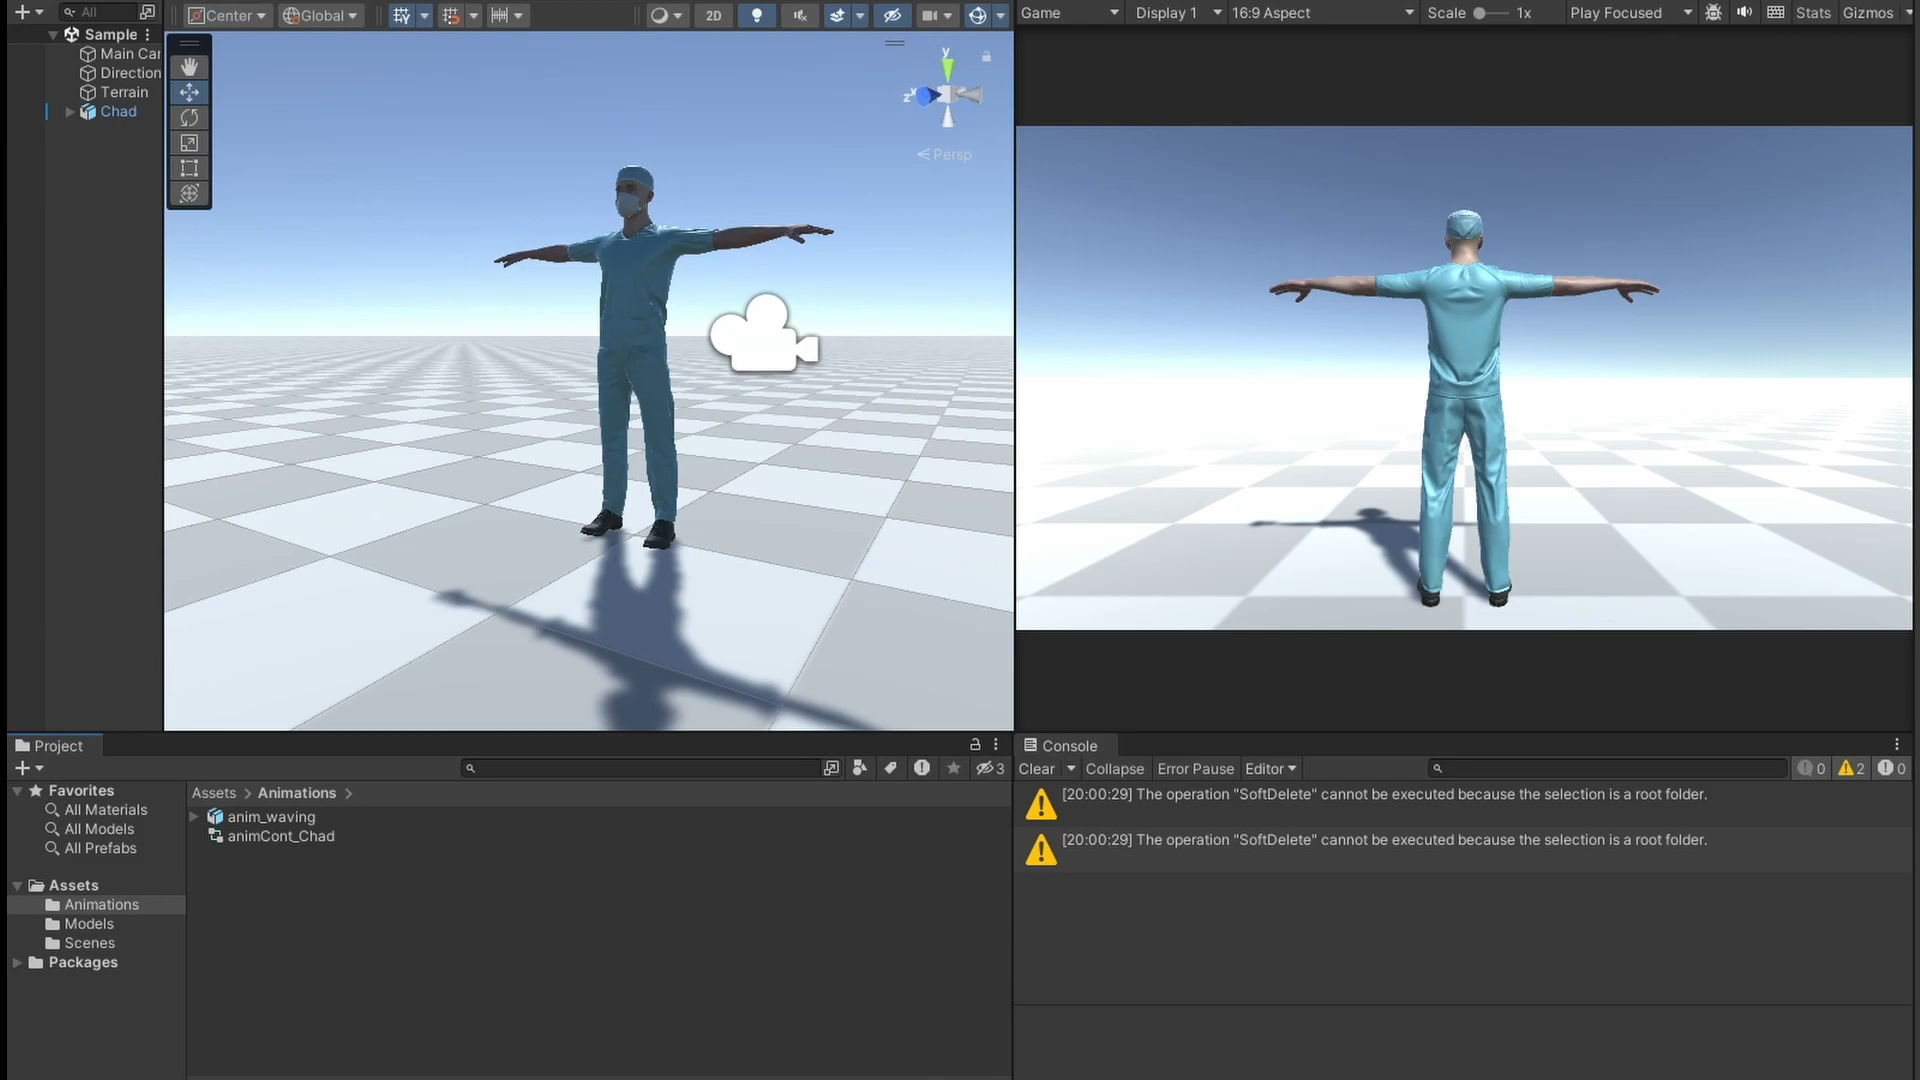 All
Center
Global
2D
Game
Display 1
16:9 Aspect
Scale
1x
Play Focused
Stats
Gizmos
Sample
Main Car
Direction
Terrain
Chad
y
x
z
Persp
Project
3
Favorites
All Materials
All Models
All Prefabs
Assets
Animations
Models
Scenes
Packages
Assets > Animations >
anim_waving
animCont_Chad
Console
Clear
Collapse
Error Pause
Editor
0
2
0
[20:00:29] The operation "SoftDelete" cannot be executed because the selection is a root folder.
[20:00:29] The operation "SoftDelete" cannot be executed because the selection is a root folder.